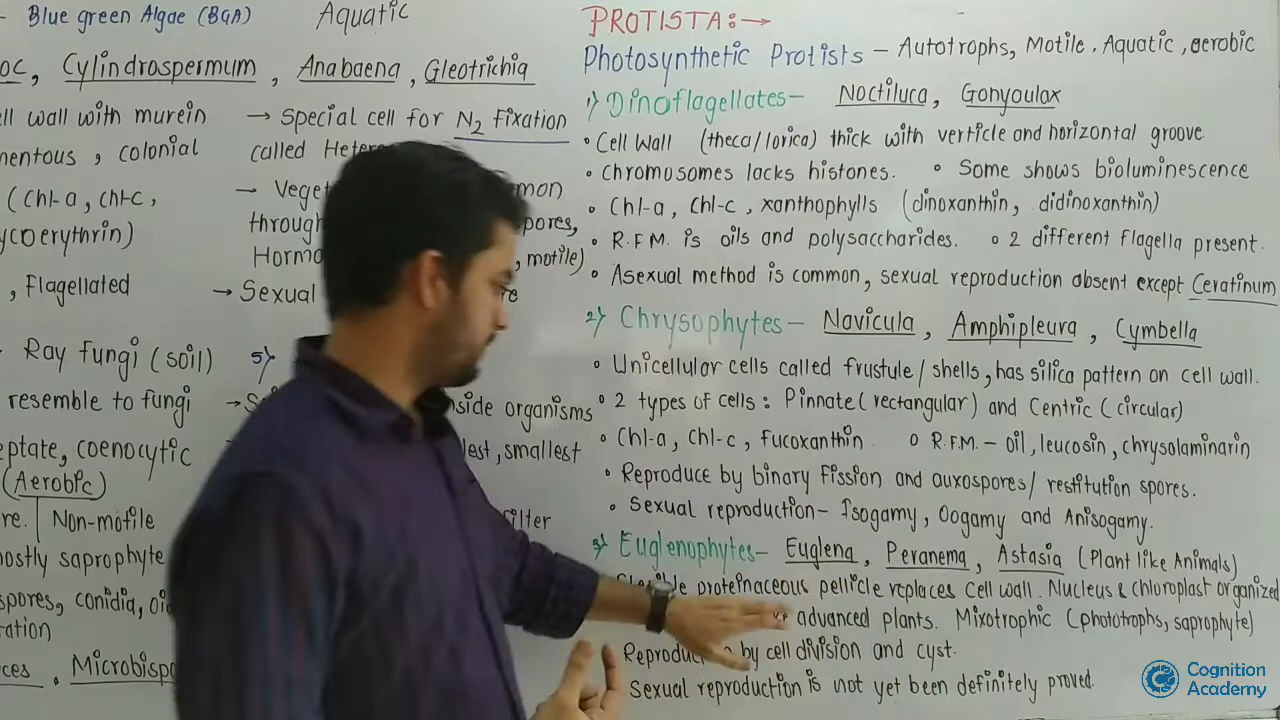 Blue green Algae (BGA)
Aquatic
oc, Cylindrospermum, Anabaena, Gleotrichia
ll wall with murein
→ Special cell for N2 Fixation
mentous, colonial
called Heter
(Chl-a, chl-c,
→ Veget
mon
ycoerythrin)
through
pores,
Hormo
, motile)
, Flagellated
→ Sexual
re
Ray fungi (soil)
5)
resemble to fungi
side organisms
eptate, coenocytic
lest, smallest
(Aerobic)
re. Non-motile
filter
mostly saprophyte
spores, conidia, oid
ration
ces, Microbispo
PROTISTA:→
Photosynthetic Protists - Autotrophs, Motile. Aquatic, aerobic
1) Dinoflagellates- Noctiluca, Gonyaulax
• Cell Wall (theca/lorica) thick with verticle and horizontal groove
• Chromosomes lacks histones. • Some shows bioluminescence
• Chl-a, Chl-c, xanthophylls (dinoxanthin, didinoxanthin)
• R.F.M. is oils and polysaccharides. • 2 different Flagella present.
• Asexual method is common, sexual reproduction absent except Ceratinum
2) Chrysophytes- Navicula, Amphipleura, Cymbella
• Unicellular cells called frustule/shells, has silica pattern on cell wall.
• 2 types of cells: Pinnate (rectangular) and Centric (circular)
• Chl-a, Chl-c, Fucoxanthin • R.F.M. - oil, leucosin, chrysolaminarin
• Reproduce by binary fission and auxospores/restitution spores.
• Sexual reproduction- Isogamy, Oogamy and Anisogamy.
3) Euglenophytes- Euglena, Peranema, Astasia (Plant like Animals)
proteinaceous pellicle replaces Cell wall. Nucleus & chloroplast organized
advanced plants. Mixotrophic (phototrophs, saprophyte)
by cell division and cyst.
Sexual reproduction is not yet been definitely proved.
Cognition
Academy